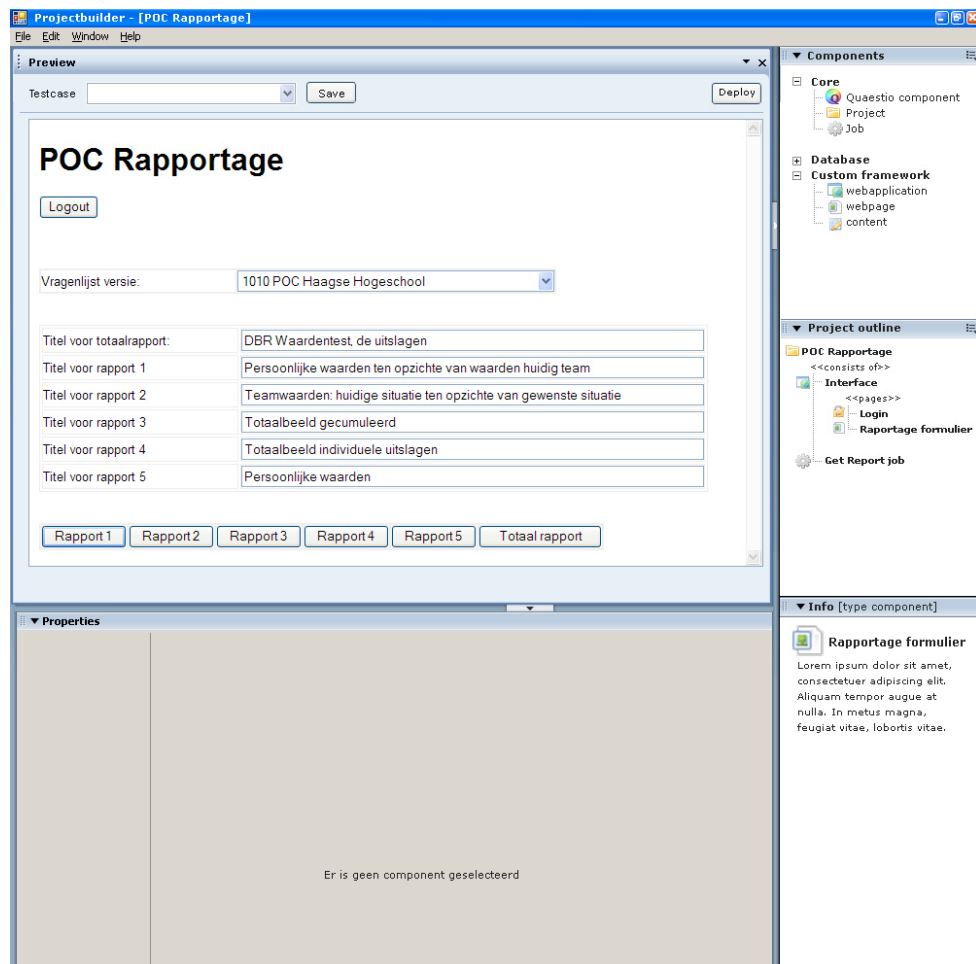 Projectbuilder - [POC Rapportage]
File Edit Window Help
Preview
Testcase Save Deploy
POC Rapportage
Logout
Vragenlijst versie: 1010 POC Haagse Hogeschool
Titel voor totaalrapport: DBR Waardentest, de uitslagen
Titel voor rapport 1 Persoonlijke waarden ten opzichte van waarden huidig team
Titel voor rapport 2 Teamwaarden: huidige situatie ten opzichte van gewenste situatie
Titel voor rapport 3 Totaalbeeld gecumuleerd
Titel voor rapport 4 Totaalbeeld individuele uitslagen
Titel voor rapport 5 Persoonlijke waarden
Rapport 1 Rapport 2 Rapport 3 Rapport 4 Rapport 5 Totaal rapport
Properties
Er is geen component geselecteerd
Components
Core
Quaestio component
Project
Job
Database
Custom framework
webapplication
webpage
content
Project outline
POC Rapportage
<<consists of>>
Interface
<<pages>>
Login
Raportage formulier
Get Report job
Info [type component]
Rapportage formulier
Lorem ipsum dolor sit amet,
consectetuer adipiscing elit.
Aliquam tempor augue at
nulla. In metus magna,
feugiat vitae, lobortis vitae.